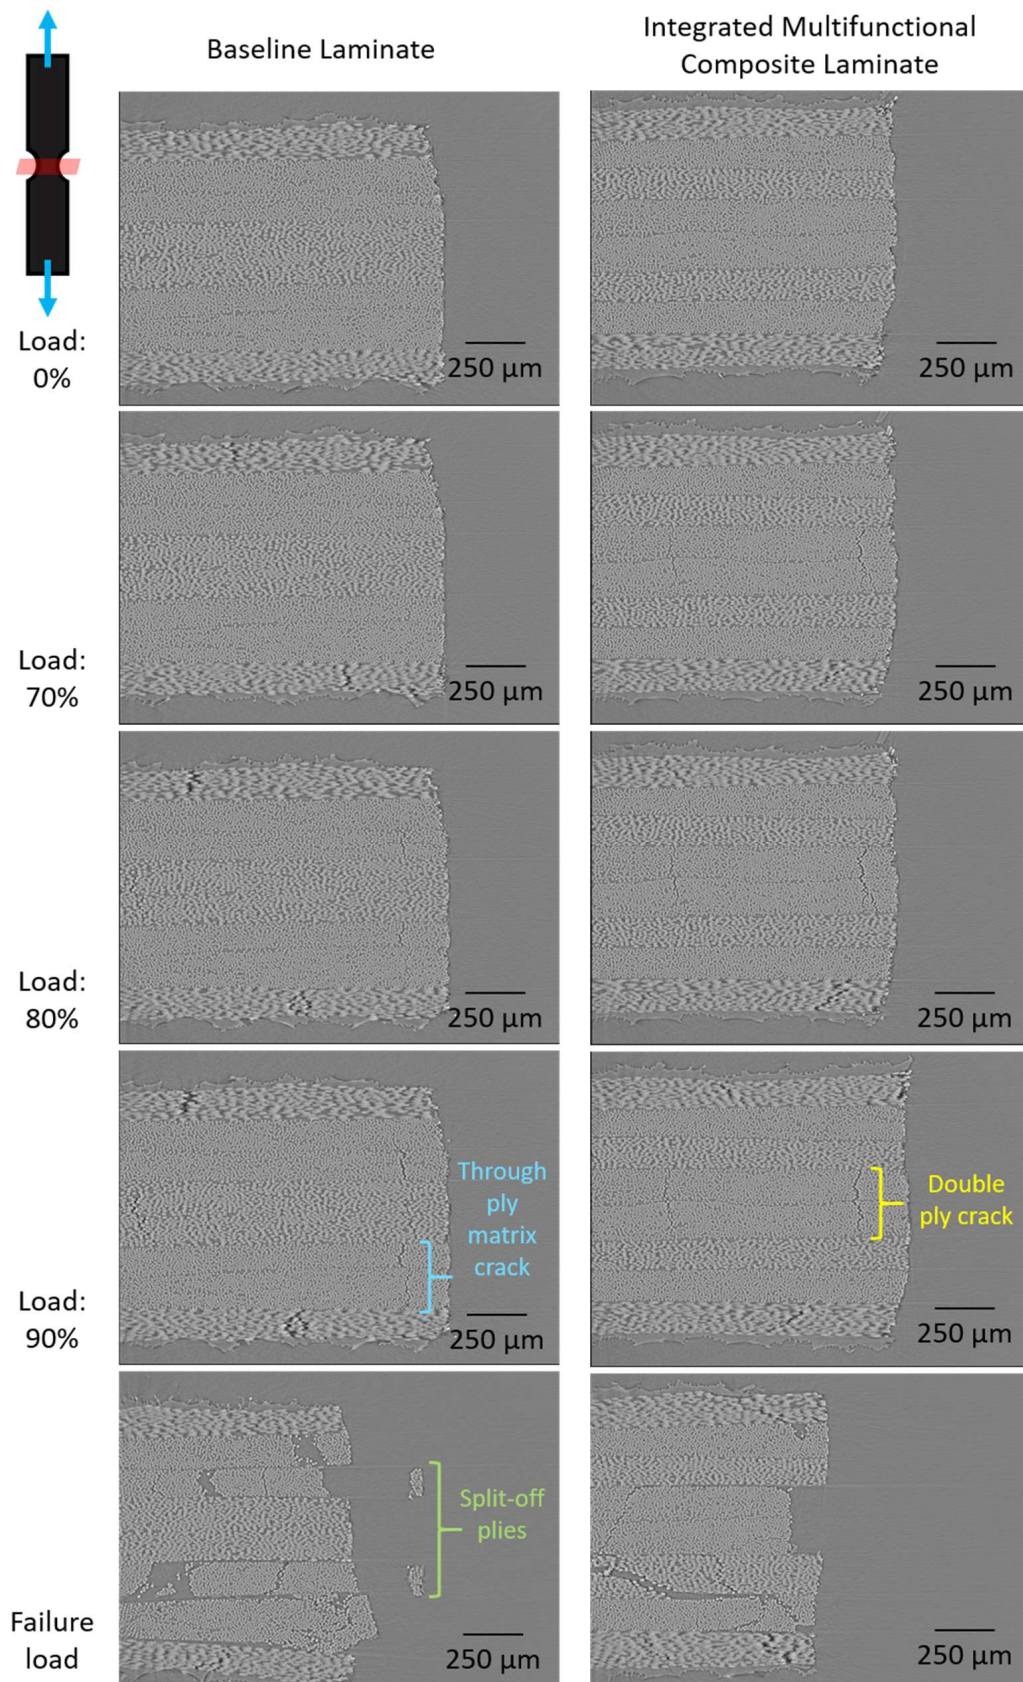 Baseline Laminate
Integrated Multifunctional
Composite Laminate
Load:
0%
250 µm
250 µm
Load:
70%
250 µm
250 µm
Load:
80%
250 µm
250 µm
Load:
90%
Through
ply
matrix
crack
250 µm
Double
ply crack
250 µm
Failure
load
Split-off
plies
250 µm
250 µm